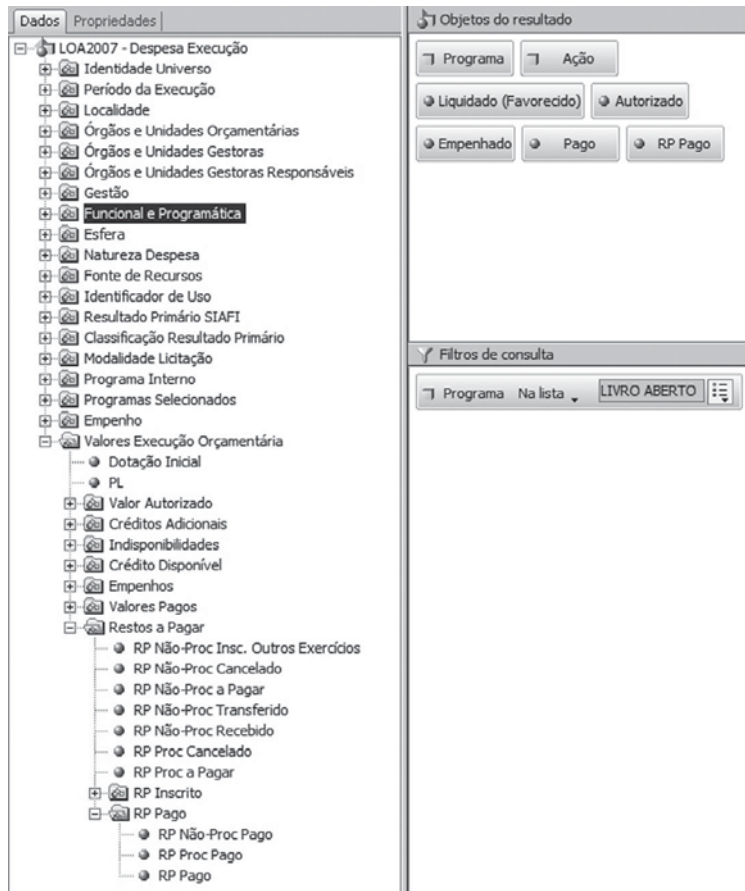 Dados
Propriedades
LOA2007 - Despesa Execução
Identidade Universo
Período da Execução
Localidade
Órgãos e Unidades Orçamentárias
Órgãos e Unidades Gestoras
Órgãos e Unidades Gestoras Responsáveis
Gestão
Funcional e Programática
Esfera
Natureza Despesa
Fonte de Recursos
Identificador de Uso
Resultado Primário SIAFI
Classificação Resultado Primário
Modalidade Licitação
Programa Interno
Programas Selecionados
Empenho
Valores Execução Orçamentária
Dotação Inicial
PL
Valor Autorizado
Créditos Adicionais
Indisponibilidades
Crédito Disponível
Empenhos
Valores Pagos
Restos a Pagar
RP Não-Proc Insc. Outros Exercícios
RP Não-Proc Cancelado
RP Não-Proc a Pagar
RP Não-Proc Transferido
RP Não-Proc Recebido
RP Proc Cancelado
RP Proc a Pagar
RP Inscrito
RP Pago
RP Não-Proc Pago
RP Proc Pago
RP Pago
Objetos do resultado
Programa Ação
Liquidado (Favorecido) Autorizado
Empenhado Pago RP Pago
Filtros de consulta
Programa Na lista LIVRO ABERTO